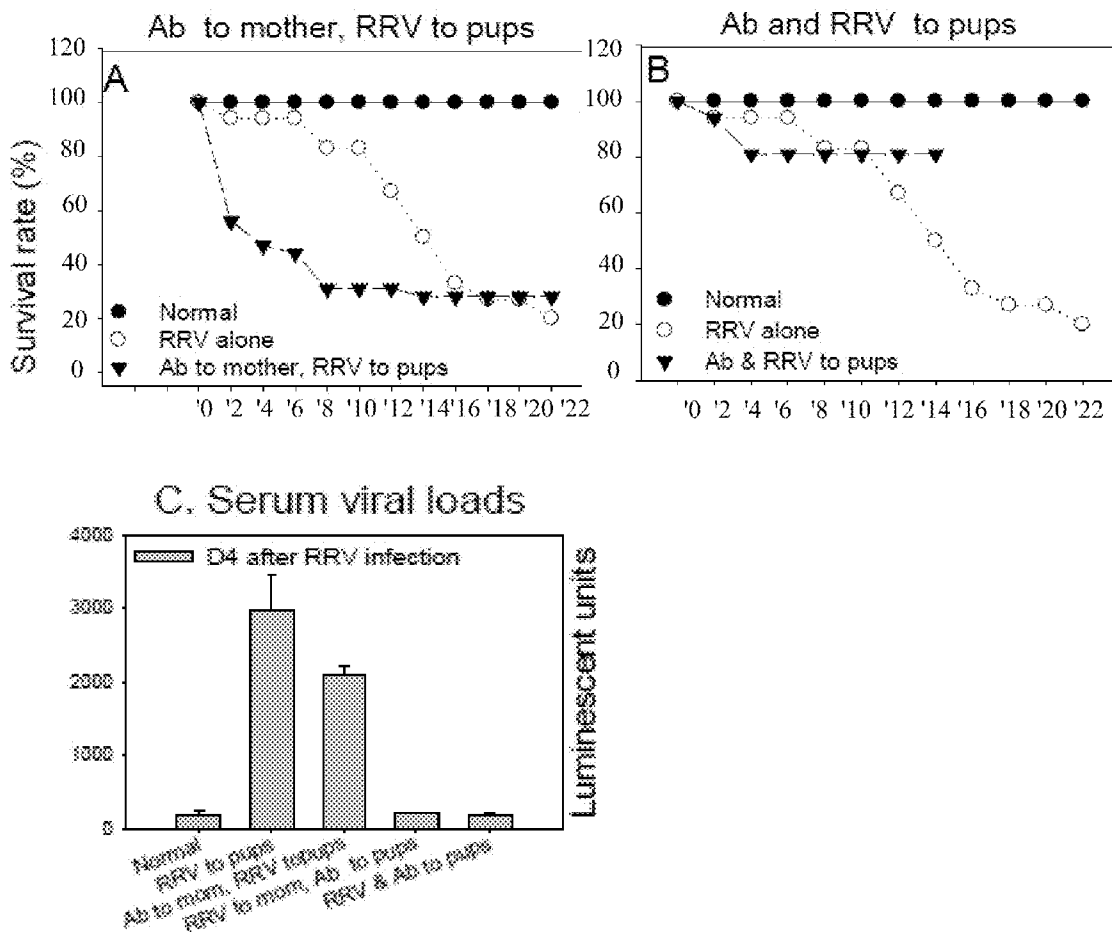 Ab to mother, RRV to pups
Ab and RRV to pups
A
Survival rate (%)
120
100
80
60
40
20
0
Normal
RRV alone
Ab to mother, RRV to pups
'0 '2 '4 '6 '8 '10 '12 '14 '16 '18 '20 '22
B
120
100
80
60
40
20
0
Normal
RRV alone
Ab & RRV to pups
'0 '2 '4 '6 '8 '10 '12 '14 '16 '18 '20 '22
C. Serum viral loads
4000
3000
2000
1000
0
D4 after RRV infection
Luminescent units
Normal
RRV to pups
Ab to mom, RRV topups
RRV to mom, Ab to pups
RRV & Ab to pups